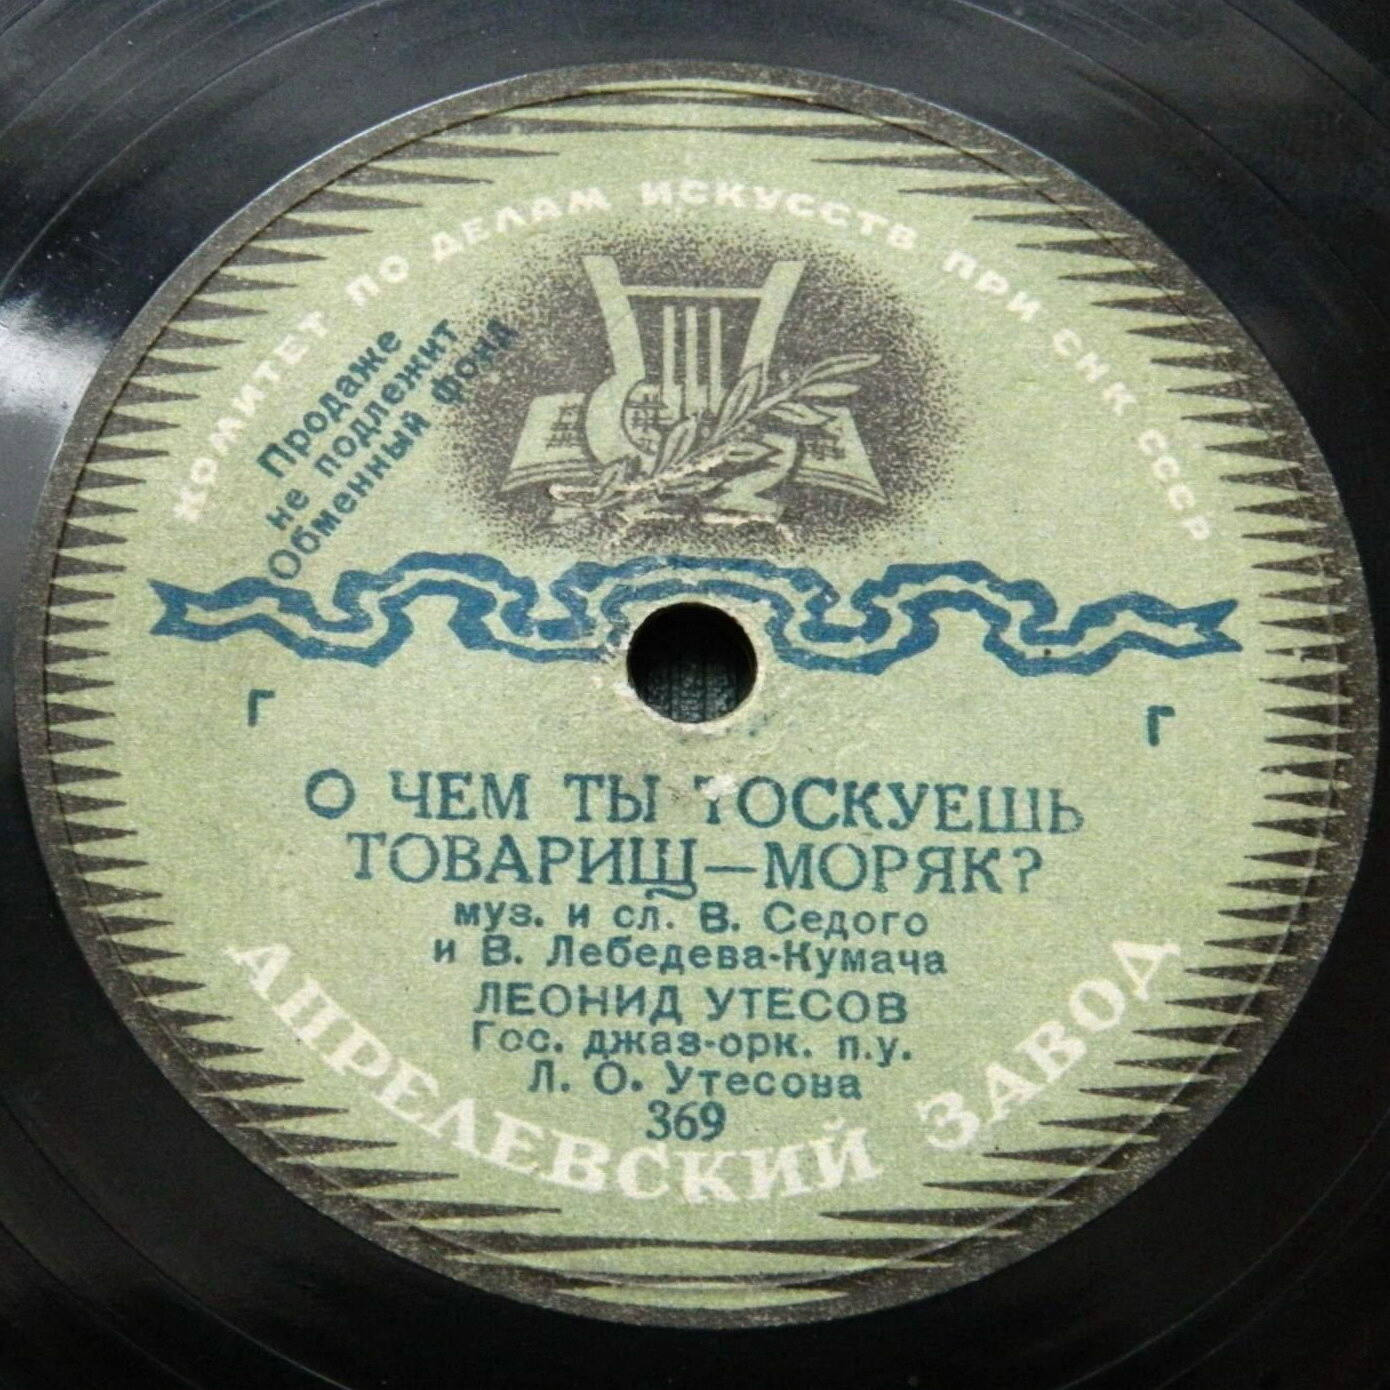 КОМИТЕТ ПО ДЕЛАМ ИСКУССТВ ПРИ СНК СССР
Продаже
не подлежит
Обменный фонд
Г Г
О ЧЕМ ТЫ ТОСКУЕШЬ
ТОВАРИЩ—МОРЯК?
муз. и сл. В. Седого
и В. Лебедева-Кумача
ЛЕОНИД УТЕСОВ
Гос. джаз-орк. п.у.
Л. О. Утесова
369
АПРЕЛЕВСКИЙ ЗАВОД